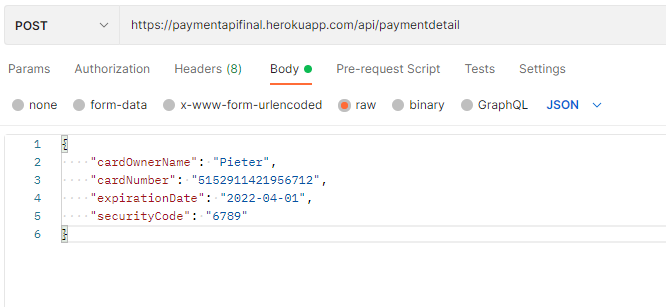 POST https://paymentapifinal.herokuapp.com/api/paymentdetail
Params Authorization Headers (8) Body Pre-request Script Tests Settings
none form-data x-www-form-urlencoded raw binary GraphQL JSON
1 {
2 "cardOwnerName": "Pieter",
3 "cardNumber": "5152911421956712",
4 "expirationDate": "2022-04-01",
5 "securityCode": "6789"
6 }